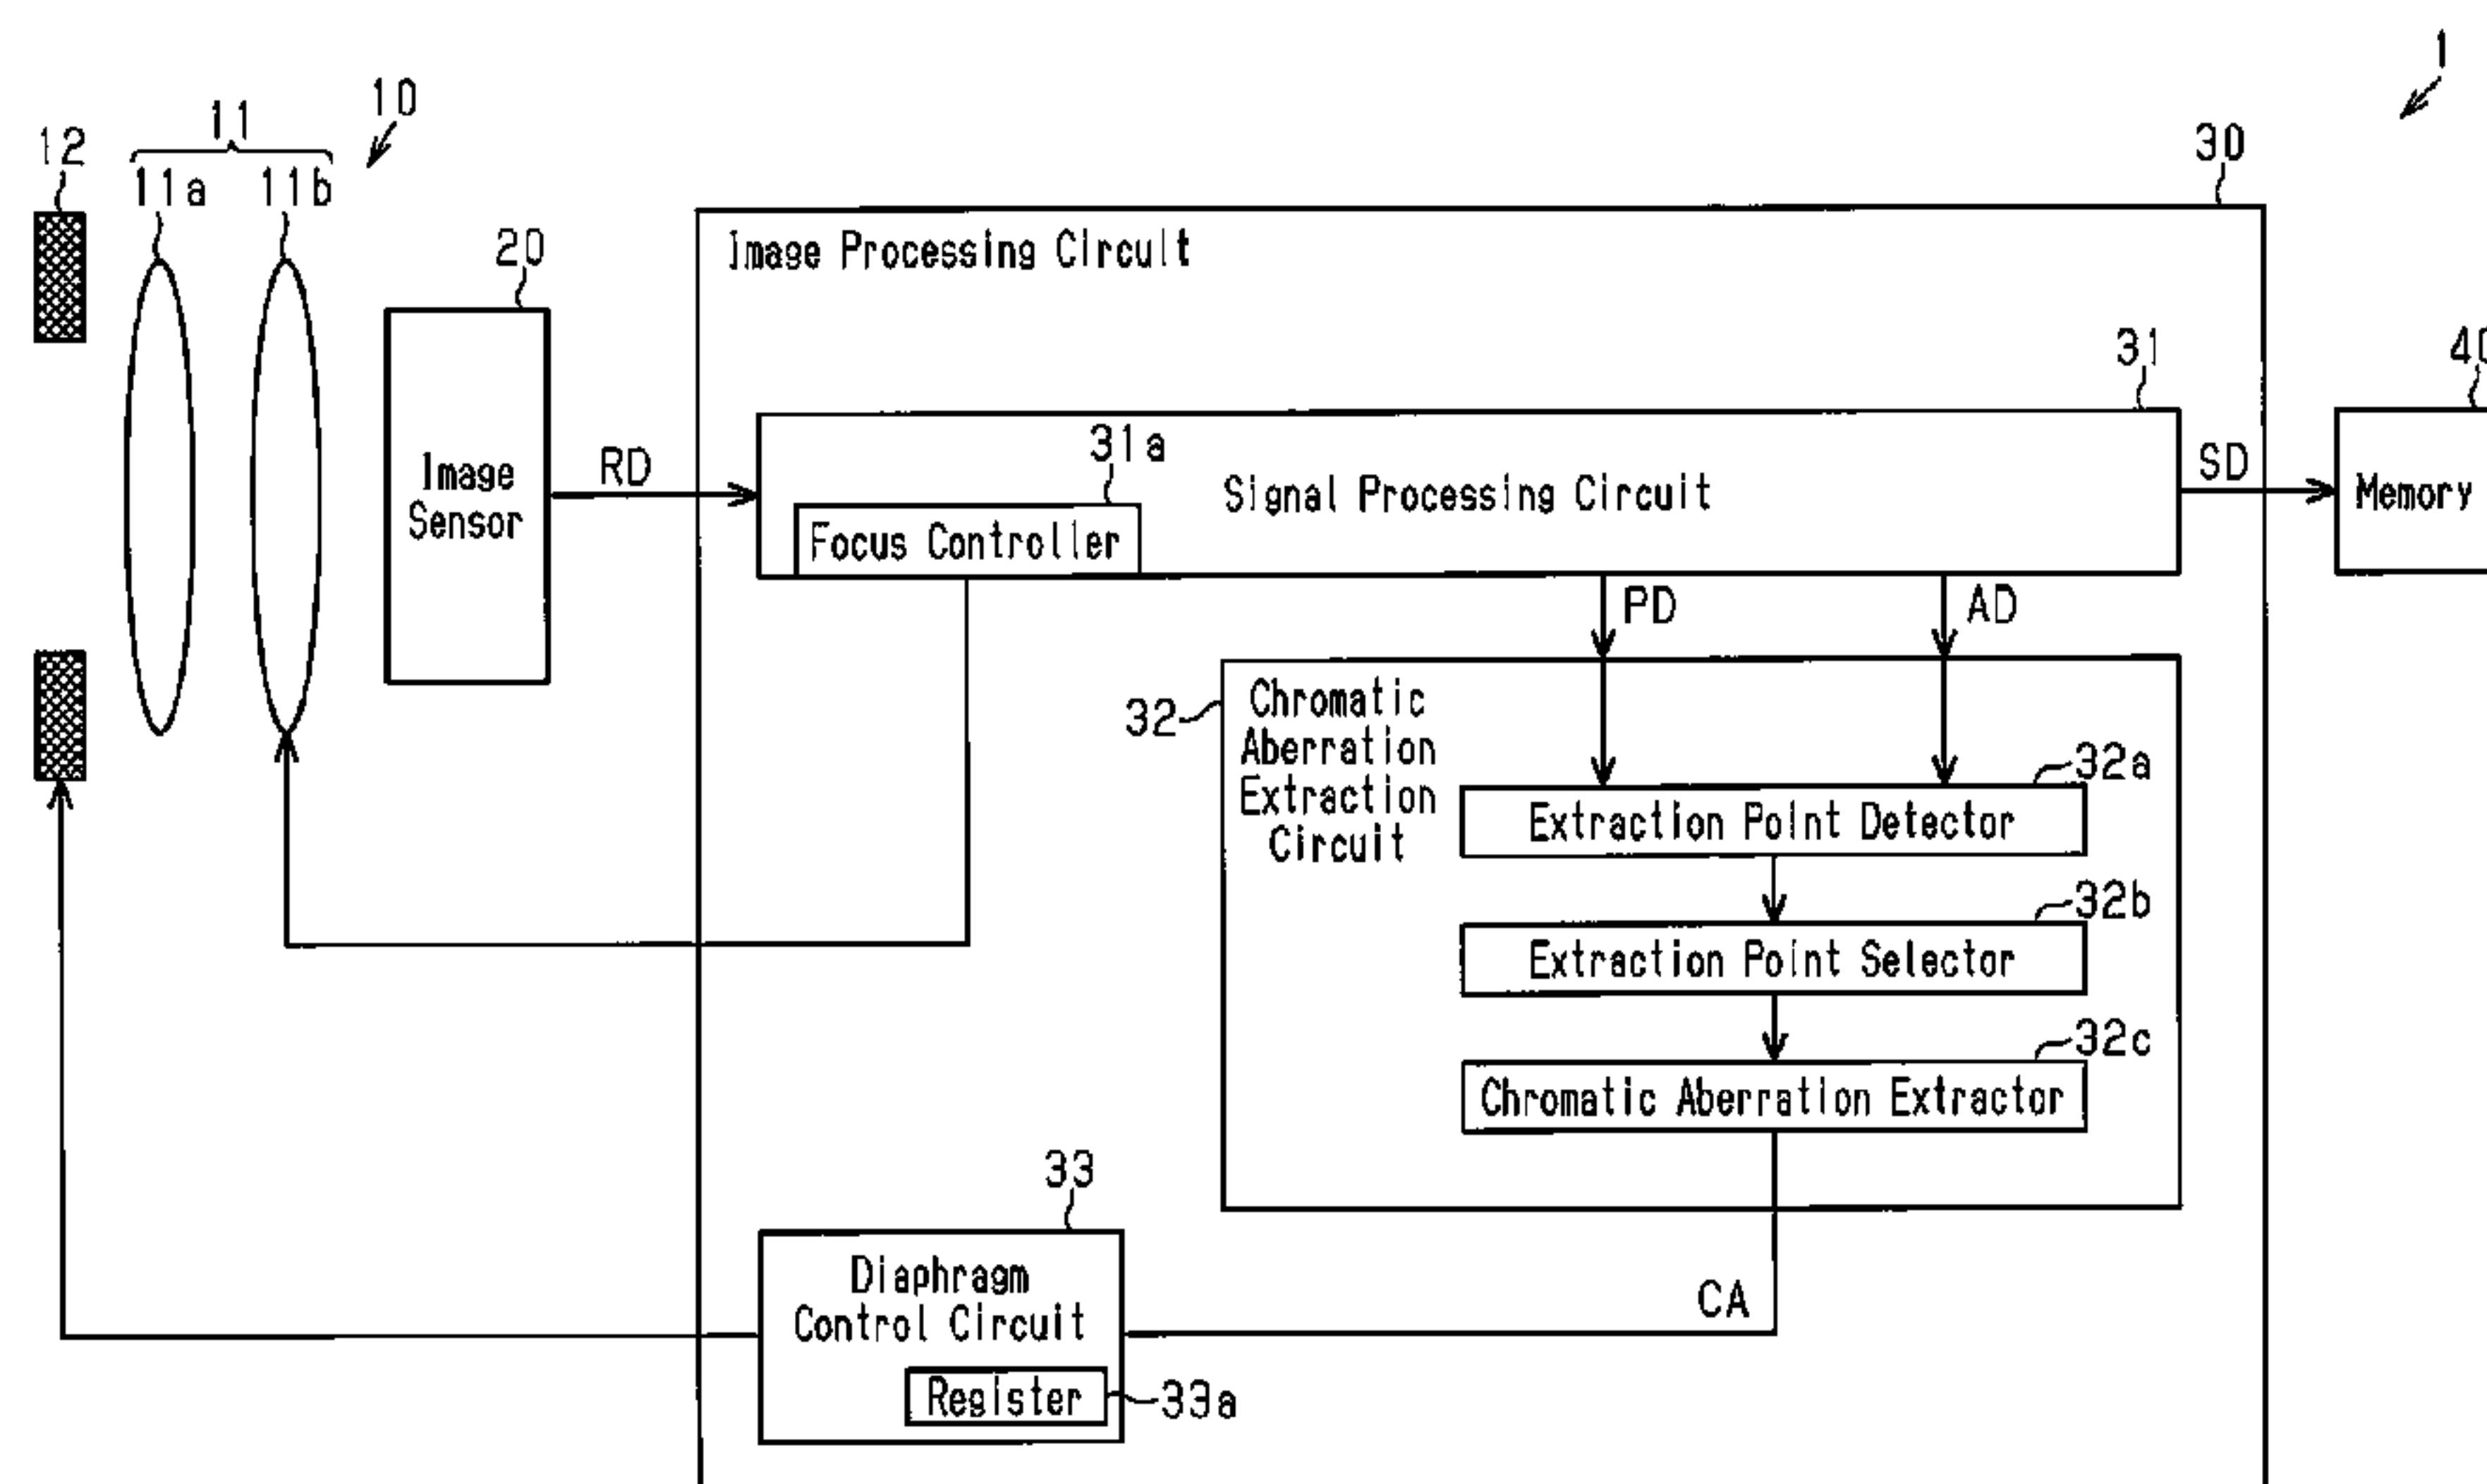 1
10
11
12
11a
11b
30
20
Image Processing Circuit
31
40
31a
RD
SD
Image
Sensor
Signal Processing Circuit
Memory
Focus Controller
PD
AD
32
Chromatic
Aberration
Extraction
Circuit
32a
Extraction Point Detector
32b
Extraction Point Selector
32c
Chromatic Aberration Extractor
33
Diaphragm
Control Circuit
CA
Register
33a